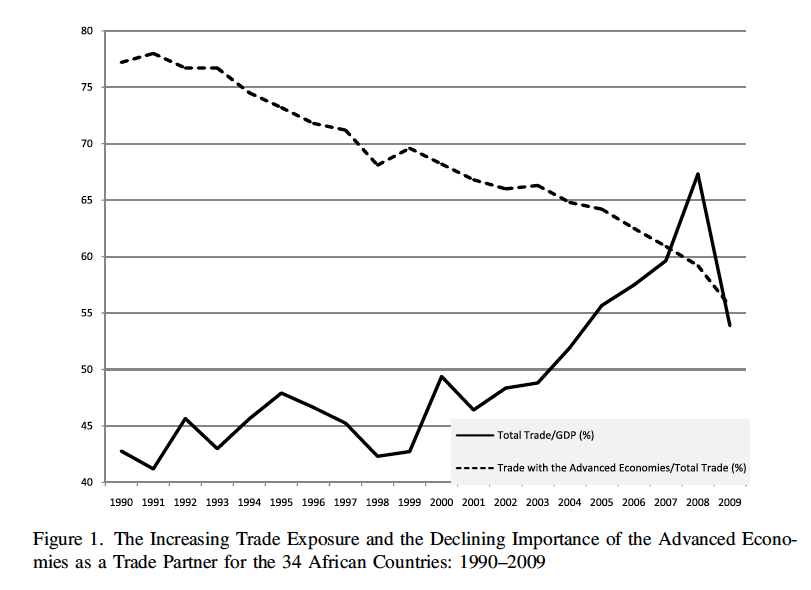 80
75
70
65
60
55
50
45
40
Total Trade/GDP (%)
Trade with the Advanced Economies/Total Trade (%)
1990 1991 1992 1993 1994 1995 1996 1997 1998 1999 2000 2001 2002 2003 2004 2005 2006 2007 2008 2009
Figure 1. The Increasing Trade Exposure and the Declining Importance of the Advanced Econo-
mies as a Trade Partner for the 34 African Countries: 1990–2009